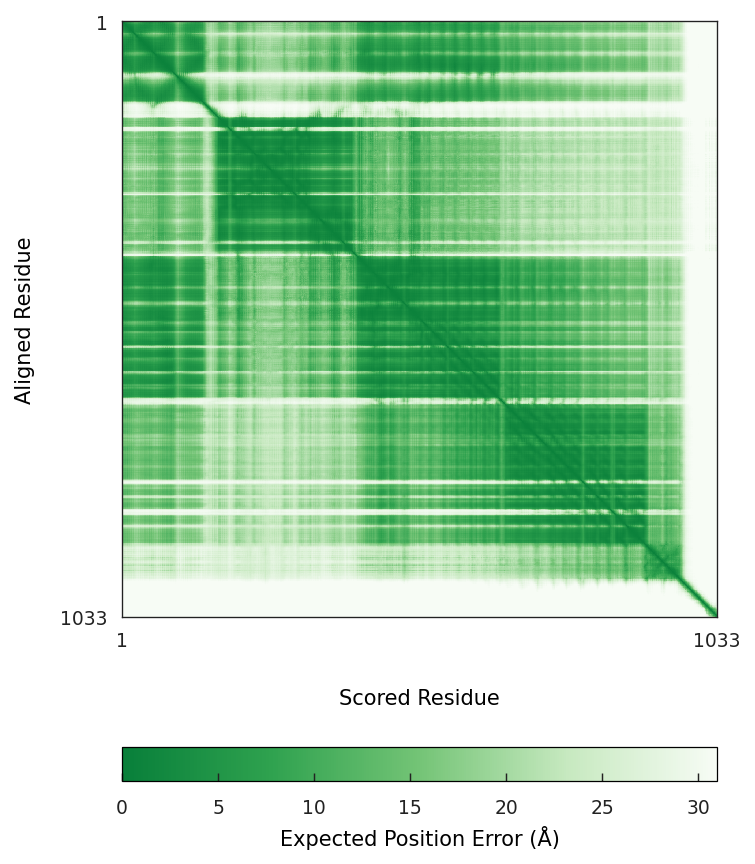 1
Aligned Residue
1033
1 1033
Scored Residue
0 5 10 15 20 25 30
Expected Position Error (Å)